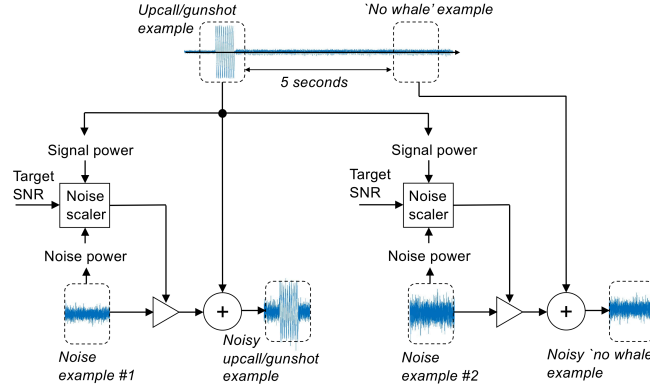 Upcall/gunshot
example
`No whale' example
5 seconds
Signal power
Signal power
Target
SNR
Noise
scaler
Target
SNR
Noise
scaler
Noise power
Noise power
+
+
Noise
example #1
Noisy
upcall/gunshot
example
Noise
example #2
Noisy `no whale
example